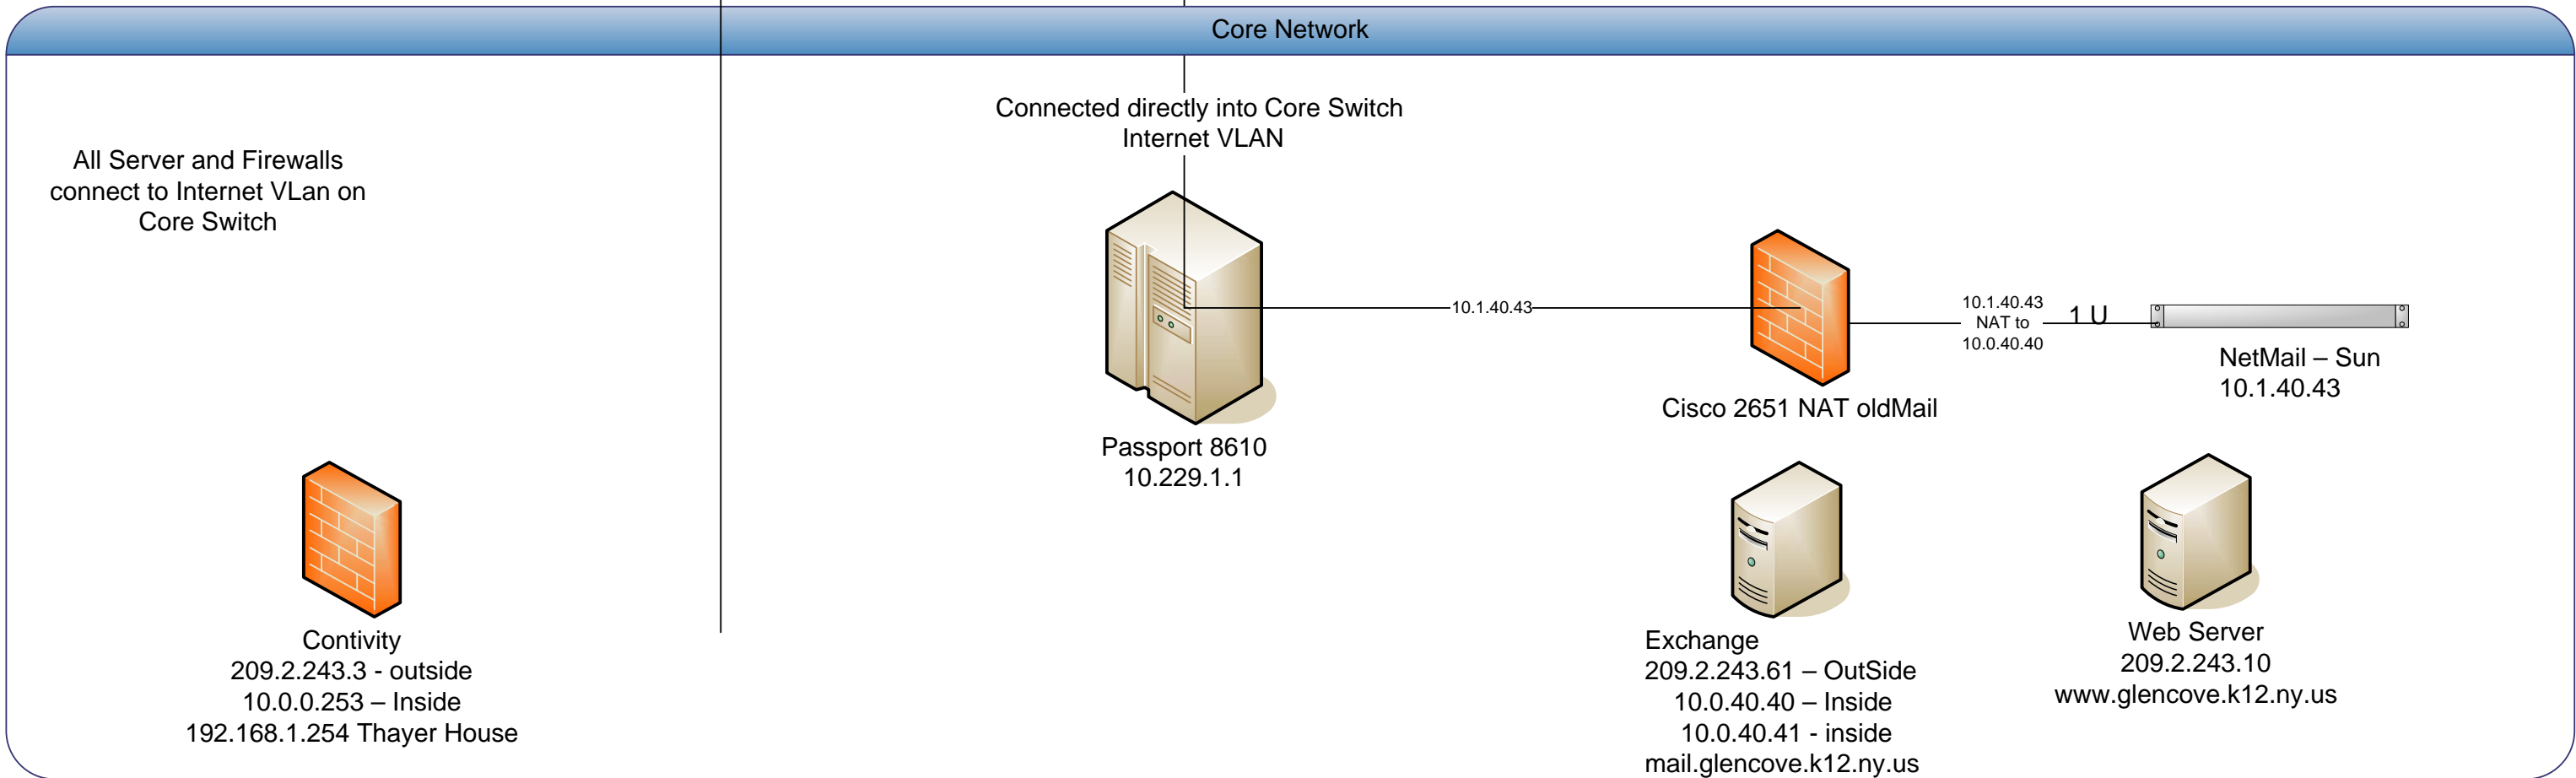 Core Network
Connected directly into Core Switch
Internet VLAN
All Server and Firewalls
connect to Internet VLan on
Core Switch
10.1.40.43
10.1.40.43
NAT to
10.0.40.40
1 U
NetMail – Sun
10.1.40.43
Cisco 2651 NAT oldMail
Passport 8610
10.229.1.1
Contivity
209.2.243.3 - outside
10.0.0.253 – Inside
192.168.1.254 Thayer House
Exchange
209.2.243.61 – OutSide
10.0.40.40 – Inside
10.0.40.41 - inside
mail.glencove.k12.ny.us
Web Server
209.2.243.10
www.glencove.k12.ny.us